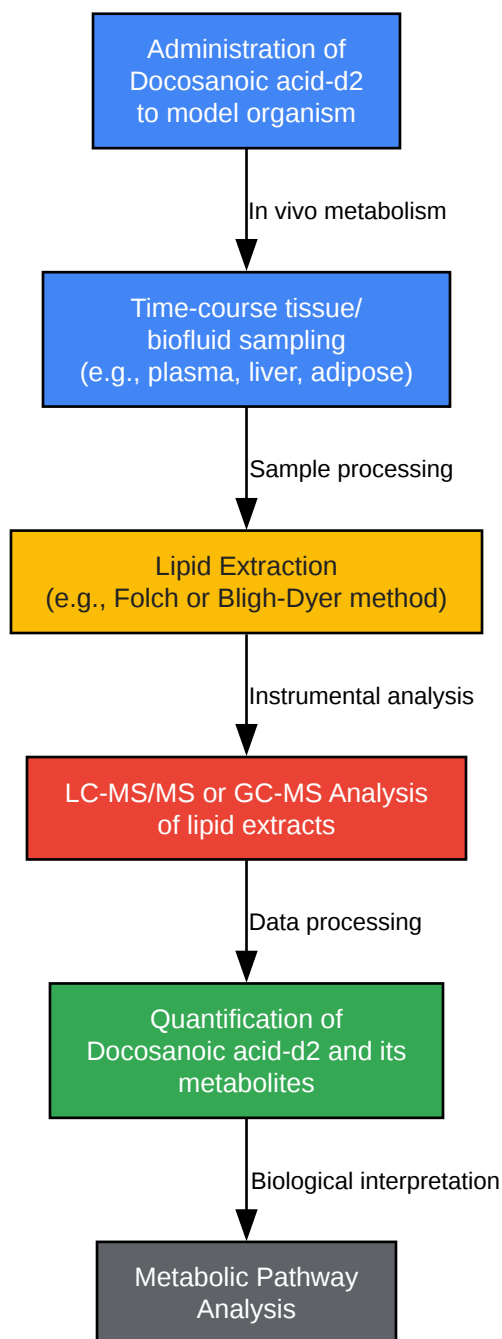 Administration of
Docosanoic acid-d2
to model organism
In vivo metabolism
Time-course tissue/
biofluid sampling
(e.g., plasma, liver, adipose)
Sample processing
Lipid Extraction
(e.g., Folch or Bligh-Dyer method)
Instrumental analysis
LC-MS/MS or GC-MS Analysis
of lipid extracts
Data processing
Quantification of
Docosanoic acid-d2 and its
metabolites
Biological interpretation
Metabolic Pathway
Analysis